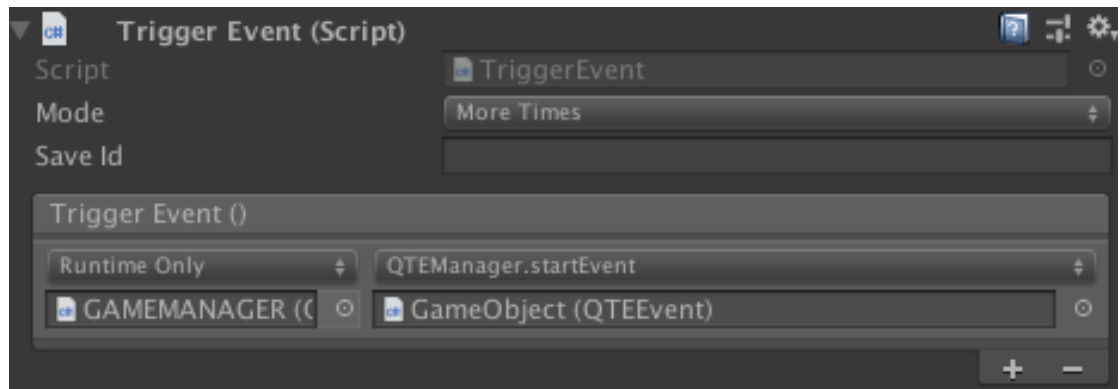 c# Trigger Event (Script) ?
Script c# TriggerEvent
Mode More Times
Save Id
Trigger Event ()
Runtime Only QTEManager.startEvent
GAMEMANAGER (Q GameObject (QTEEvent)
+ −